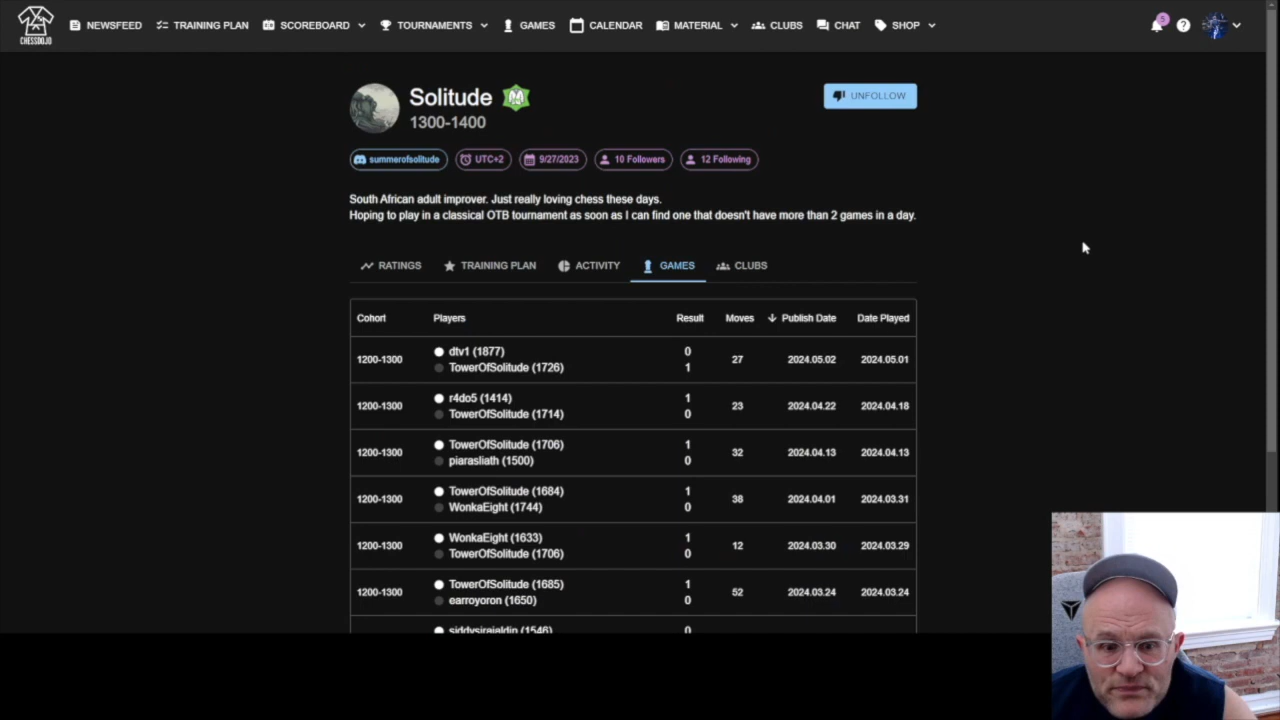 CHESSDOJO
NEWSFEED TRAINING PLAN SCOREBOARD TOURNAMENTS GAMES CALENDAR MATERIAL CLUBS CHAT SHOP
Solitude
1300-1400
UNFOLLOW
summerofsolitude UTC+2 9/27/2023 10 Followers 12 Following
South African adult improver. Just really loving chess these days.
Hoping to play in a classical OTB tournament as soon as I can find one that doesn't have more than 2 games in a day.
RATINGS TRAINING PLAN ACTIVITY GAMES CLUBS
Cohort Players Result Moves Publish Date Date Played
dtv1 (1877) 0
1200-1300 27 2024.05.02 2024.05.01
TowerOfSolitude (1726) 1
r4do5 (1414) 1
1200-1300 23 2024.04.22 2024.04.18
TowerOfSolitude (1714) 0
TowerOfSolitude (1706) 1
1200-1300 32 2024.04.13 2024.04.13
piarasliath (1500) 0
TowerOfSolitude (1684) 1
1200-1300 38 2024.04.01 2024.03.31
WonkaEight (1744) 0
WonkaEight (1633) 1
1200-1300 12 2024.03.30 2024.03.29
TowerOfSolitude (1706) 0
TowerOfSolitude (1685) 1
1200-1300 52 2024.03.24 2024.03.24
earroyoron (1650) 0
(1546) 0